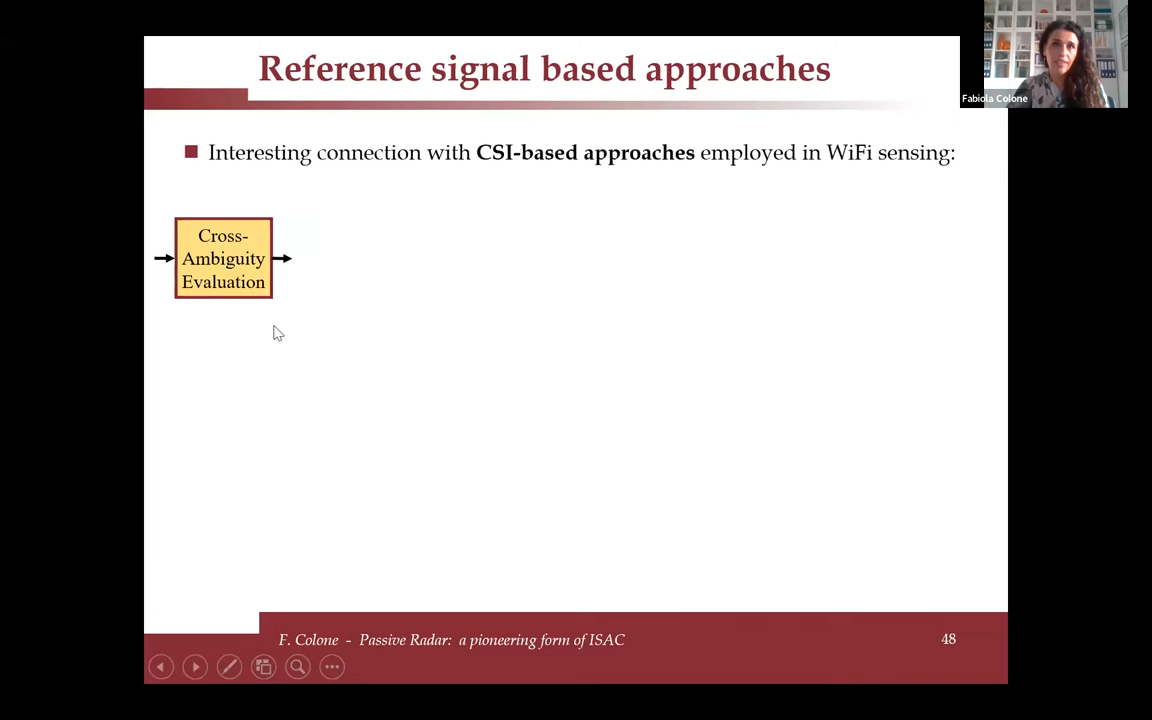 Reference signal based approaches
Fabiola Colone
Interesting connection with CSI-based approaches employed in WiFi sensing:
Cross-
Ambiguity
Evaluation
F. Colone - Passive Radar: a pioneering form of ISAC
48